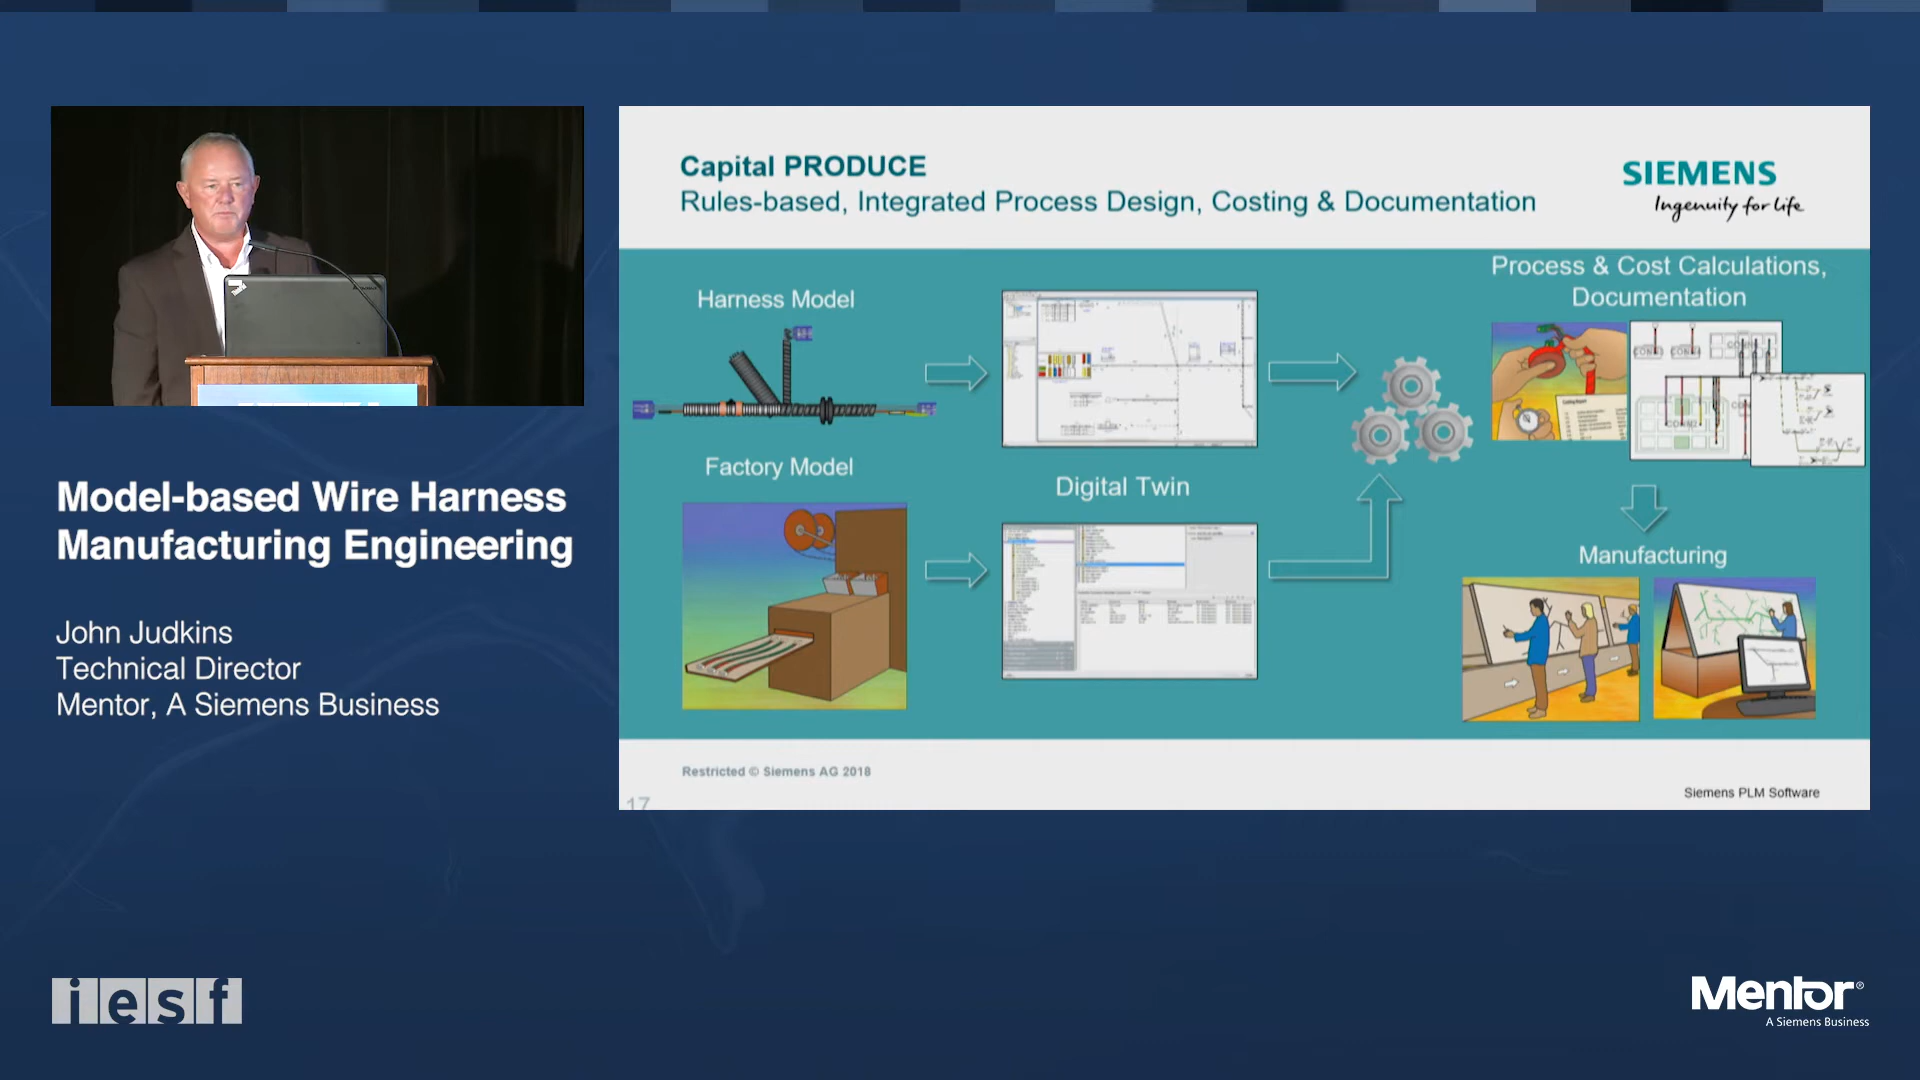 Capital PRODUCE
Rules-based, Integrated Process Design, Costing & Documentation
SIEMENS
Ingenuity for life
Harness Model
Process & Cost Calculations,
Documentation
Factory Model
Digital Twin
Manufacturing
Restricted © Siemens AG 2018
17
Siemens PLM Software
Model-based Wire Harness
Manufacturing Engineering
John Judkins
Technical Director
Mentor, A Siemens Business
iesf
Mentor®
A Siemens Business